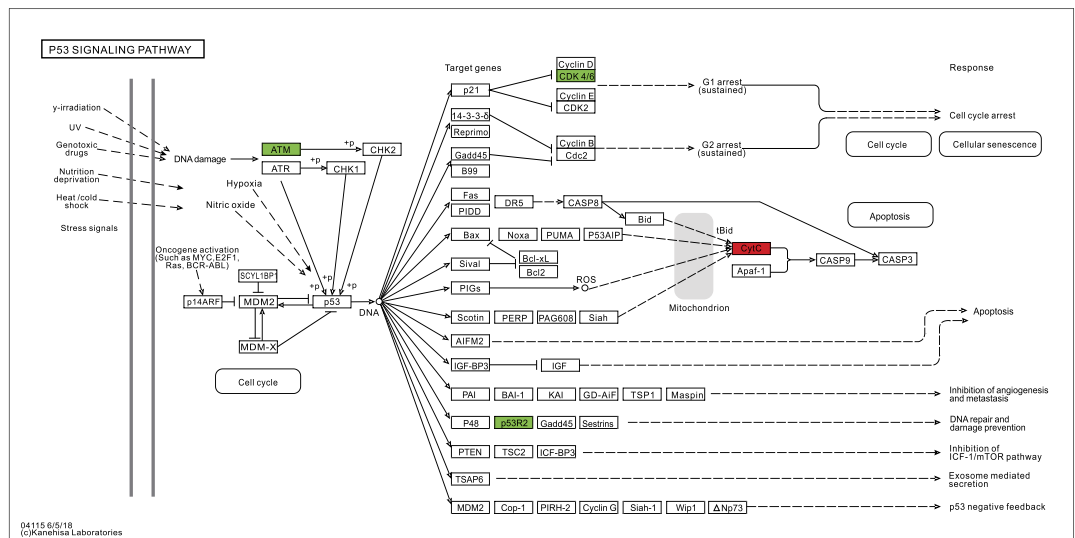 P53 SIGNALING PATHWAY
Target genes
Response
y-irradiation
UV
Genotoxic
drugs
Nutrition
deprivation
Heat /cold
shock
Stress signals
DNA damage
ATM
+p
CHK2
ATR
+p
CHK1
Hypoxia
Nitric oxide
Oncogene activation
(Such as MYC,E2F1,
Ras, BCR-ABL)
SCYL1BP1
p14ARF
MDM2
+p
+p
+p
p53
DNA
MDM-X
Cell cycle
p21
Cyclin D
CDK 4/6
Cyclin E
CDK2
G1 arrest
(sustained)
14-3-3-δ
Reprimo
Cyclin B
Cdc2
G2 arrest
(sustained)
Cell cycle arrest
Cell cycle
Cellular senescence
Gadd45
B99
Fas
PIDD
DR5
CASP8
Bid
tBid
Apoptosis
Bax
Noxa
PUMA
P53AIP
CytC
Bcl-xL
Bcl2
Sival
Apaf-1
CASP9
CASP3
PIGs
ROS
Mitochondrion
Scotin
PERP
PAG608
Siah
Apoptosis
AIFM2
IGF-BP3
IGF
PAI
BAI-1
KAI
GD-AiF
TSP1
Maspin
Inhibition of angiogenesis
and metastasis
P48
p53R2
Gadd45
Sestrins
DNA repair and
damage prevention
PTEN
TSC2
ICF-BP3
Inhibition of
ICF-1/mTOR pathway
TSAP6
Exosome mediated
secretion
MDM2
Cop-1
PIRH-2
Cyclin G
Siah-1
Wip1
ΔNp73
p53 negative feedback
04115 6/5/18
(c)Kanehisa Laboratories